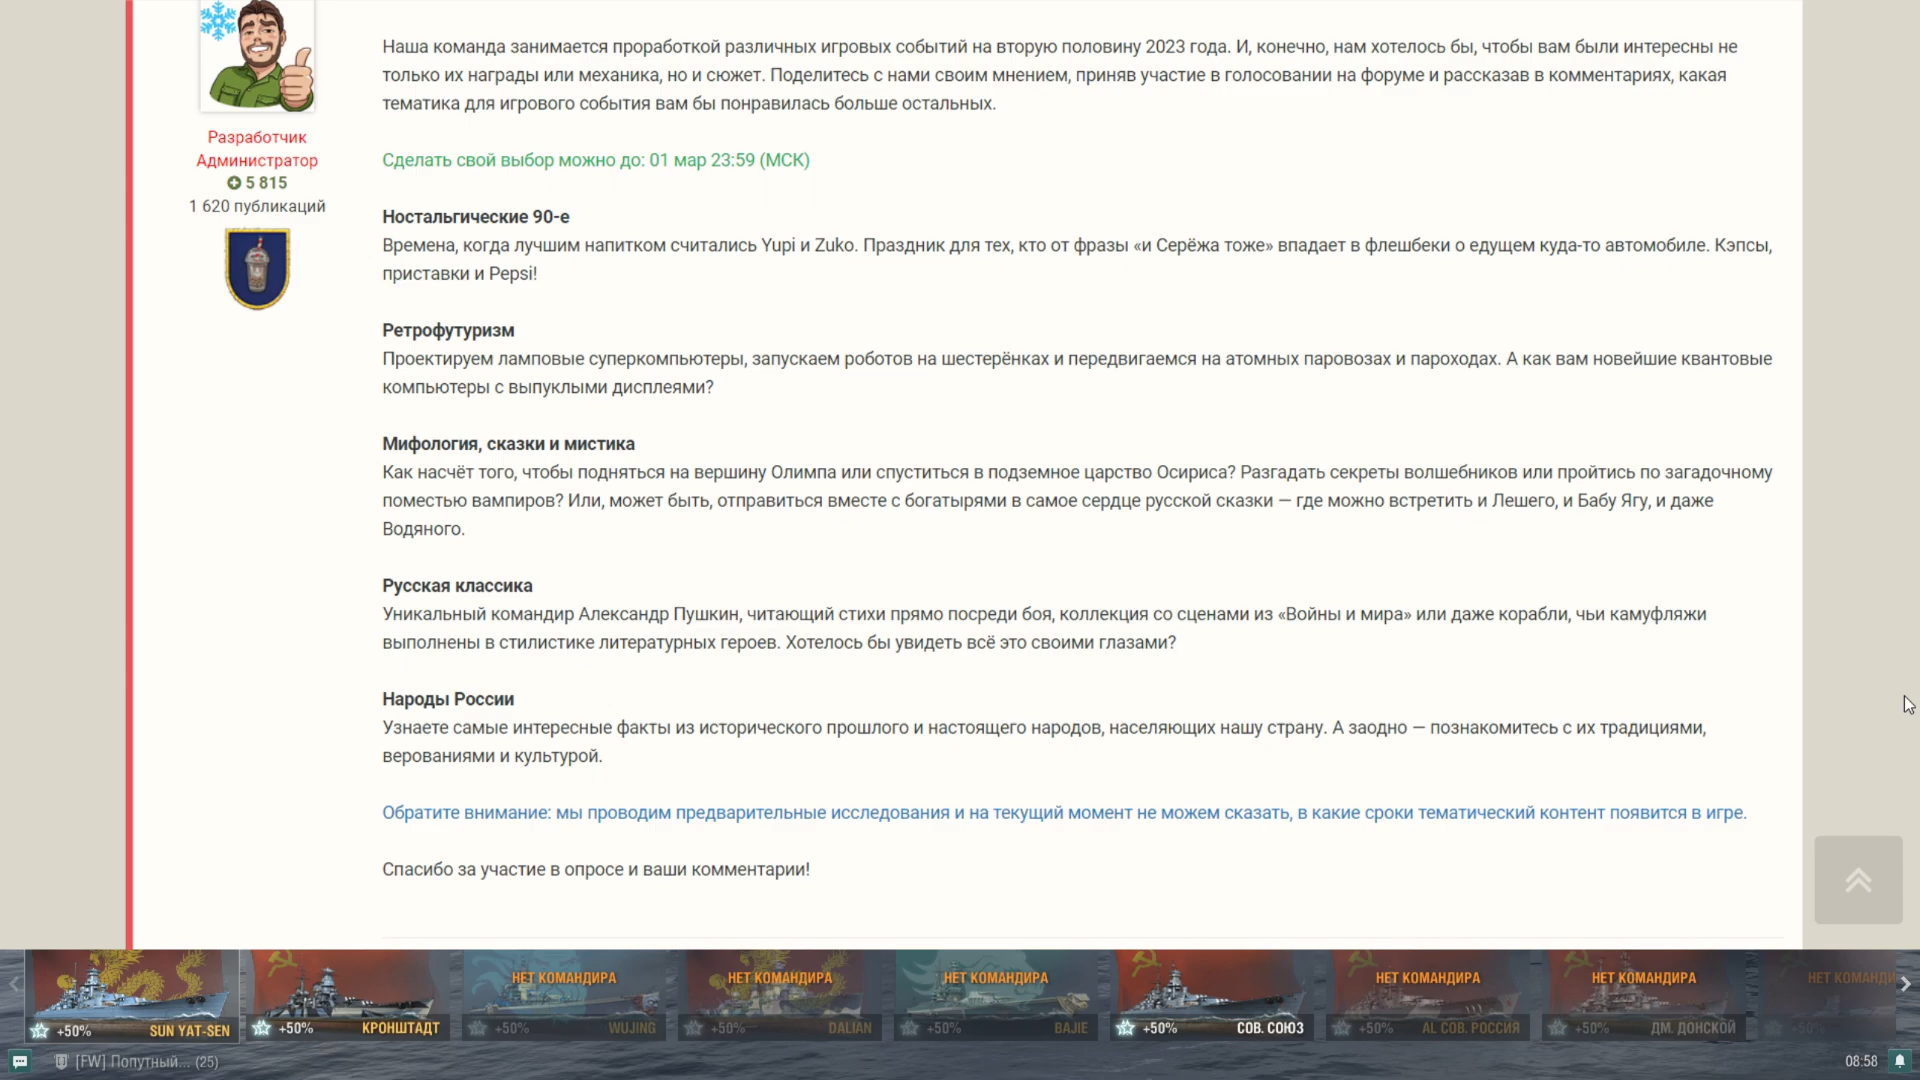 Наша команда занимается проработкой различных игровых событий на вторую половину 2023 года. И, конечно, нам хотелось бы, чтобы вам были интересны не
только их награды или механика, но и сюжет. Поделитесь с нами своим мнением, приняв участие в голосовании на форуме и рассказав в комментариях, какая
тематика для игрового события вам бы понравилась больше остальных.
Разработчик
Администратор
5 815
1 620 публикаций
Сделать свой выбор можно до: 01 мар 23:59 (МСК)
Ностальгические 90-е
Времена, когда лучшим напитком считались Yupi и Zuko. Праздник для тех, кто от фразы «и Серёжа тоже» впадает в флешбеки о едущем куда-то автомобиле. Кэпсы,
приставки и Pepsi!
Ретрофутуризм
Проектируем ламповые суперкомпьютеры, запускаем роботов на шестерёнках и передвигаемся на атомных паровозах и пароходах. А как вам новейшие квантовые
компьютеры с выпуклыми дисплеями?
Мифология, сказки и мистика
Как насчёт того, чтобы подняться на вершину Олимпа или спуститься в подземное царство Осириса? Разгадать секреты волшебников или пройтись по загадочному
поместью вампиров? Или, может быть, отправиться вместе с богатырями в самое сердце русской сказки — где можно встретить и Лешего, и Бабу Ягу, и даже
Водяного.
Русская классика
Уникальный командир Александр Пушкин, читающий стихи прямо посреди боя, коллекция со сценами из «Войны и мира» или даже корабли, чьи камуфляжи
выполнены в стилистике литературных героев. Хотелось бы увидеть всё это своими глазами?
Народы России
Узнаете самые интересные факты из исторического прошлого и настоящего народов, населяющих нашу страну. А заодно — познакомитесь с их традициями,
верованиями и культурой.
Обратите внимание: мы проводим предварительные исследования и на текущий момент не можем сказать, в какие сроки тематический контент появится в игре.
Спасибо за участие в опросе и ваши комментарии!
НЕТ КОМАНДИРА НЕТ КОМАНДИРА НЕТ КОМАНДИРА НЕТ КОМАНДИРА НЕТ КОМАНДИРА НЕТ КОМАНДИ
+50% SUN YAT-SEN +50% КРОНШТАДТ +50% WUJING +50% DALIAN +50% BAJIE +50% СОВ. СОЮЗ +50% AL СОВ. РОССИЯ +50% ДМ. ДОНСКОЙ +50%
[FW] Попутный... (25) 08:58